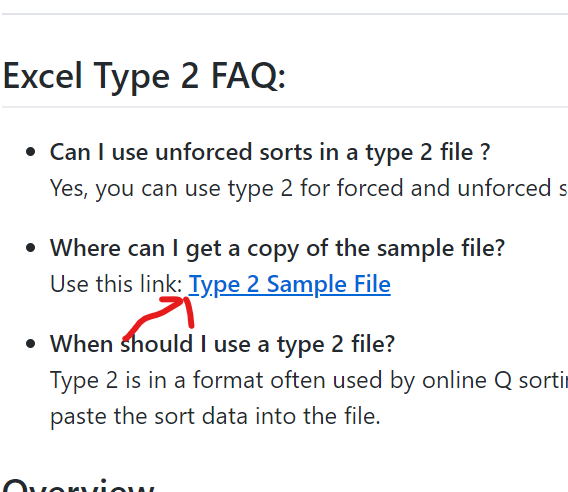 Excel Type 2 FAQ:
Can I use unforced sorts in a type 2 file ?
Yes, you can use type 2 for forced and unforced s
Where can I get a copy of the sample file?
Use this link: Type 2 Sample File
When should I use a type 2 file?
Type 2 is in a format often used by online Q sorti
paste the sort data into the file.
Overview